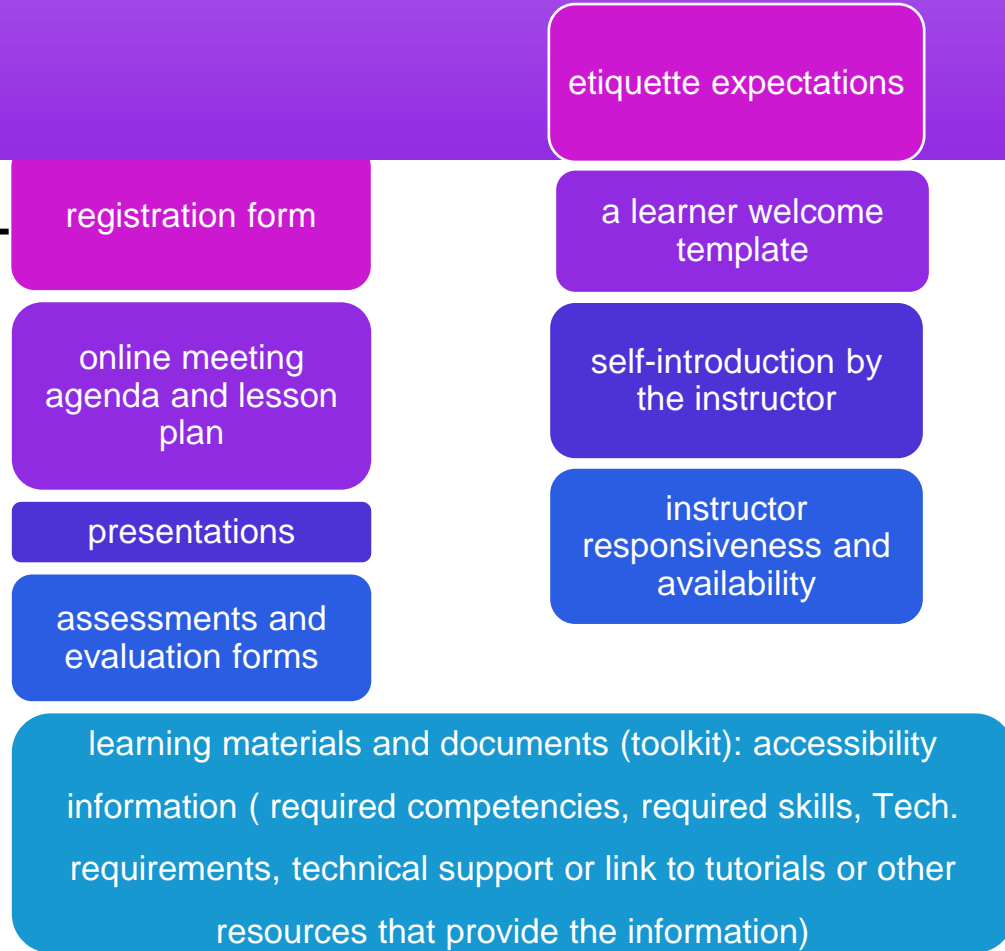 registration form
online meeting
agenda and lesson
plan
presentations
assessments and
evaluation forms
etiquette expectations
a learner welcome
template
self-introduction by
the instructor
instructor
responsiveness and
availability
learning materials and documents (toolkit): accessibility
information ( required competencies, required skills, Tech.
requirements, technical support or link to tutorials or other
resources that provide the information)